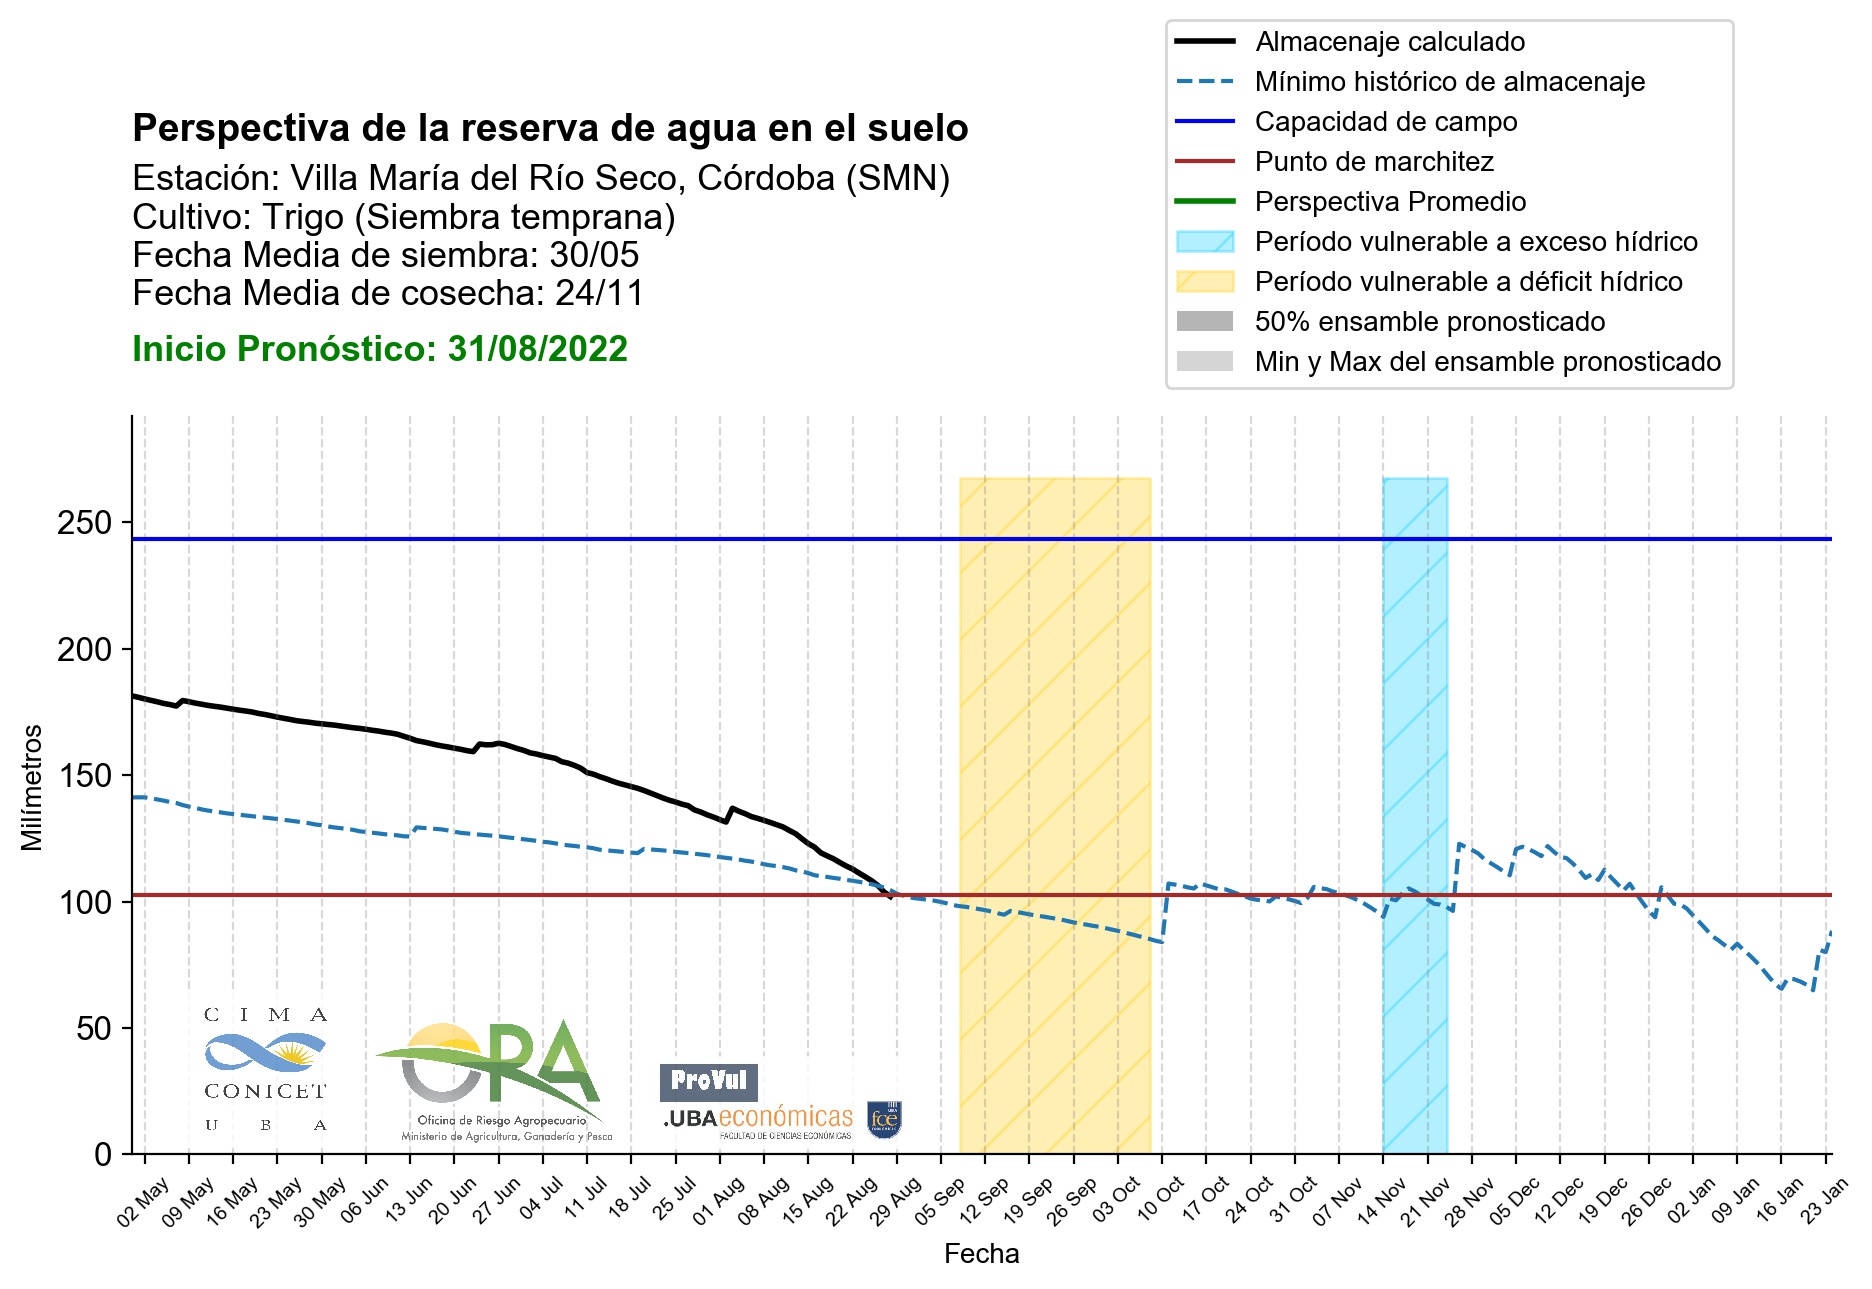 Almacenaje calculado
Mínimo histórico de almacenaje
Capacidad de campo
Punto de marchitez
Perspectiva Promedio
Período vulnerable a exceso hídrico
Período vulnerable a déficit hídrico
50% ensamble pronosticado
Min y Max del ensamble pronosticado
Perspectiva de la reserva de agua en el suelo
Estación: Villa María del Río Seco, Córdoba (SMN)
Cultivo: Trigo (Siembra temprana)
Fecha Media de siembra: 30/05
Fecha Media de cosecha: 24/11
Inicio Pronóstico: 31/08/2022
250
200
150
100
50
0
Milímetros
C I M A
CONICET
U B A
ORA
Oficina de Riesgo Agropecuario
Ministerio de Agricultura, Ganadería y Pesca
ProVul
.UBAeconómicas
FACULTAD DE CIENCIAS ECONÓMICAS
fce
02 May
09 May
16 May
23 May
30 May
06 Jun
13 Jun
20 Jun
27 Jun
04 Jul
11 Jul
18 Jul
25 Jul
01 Aug
08 Aug
15 Aug
22 Aug
29 Aug
05 Sep
12 Sep
19 Sep
26 Sep
03 Oct
10 Oct
17 Oct
24 Oct
31 Oct
07 Nov
14 Nov
21 Nov
28 Nov
05 Dec
12 Dec
19 Dec
26 Dec
02 Jan
09 Jan
16 Jan
23 Jan
Fecha